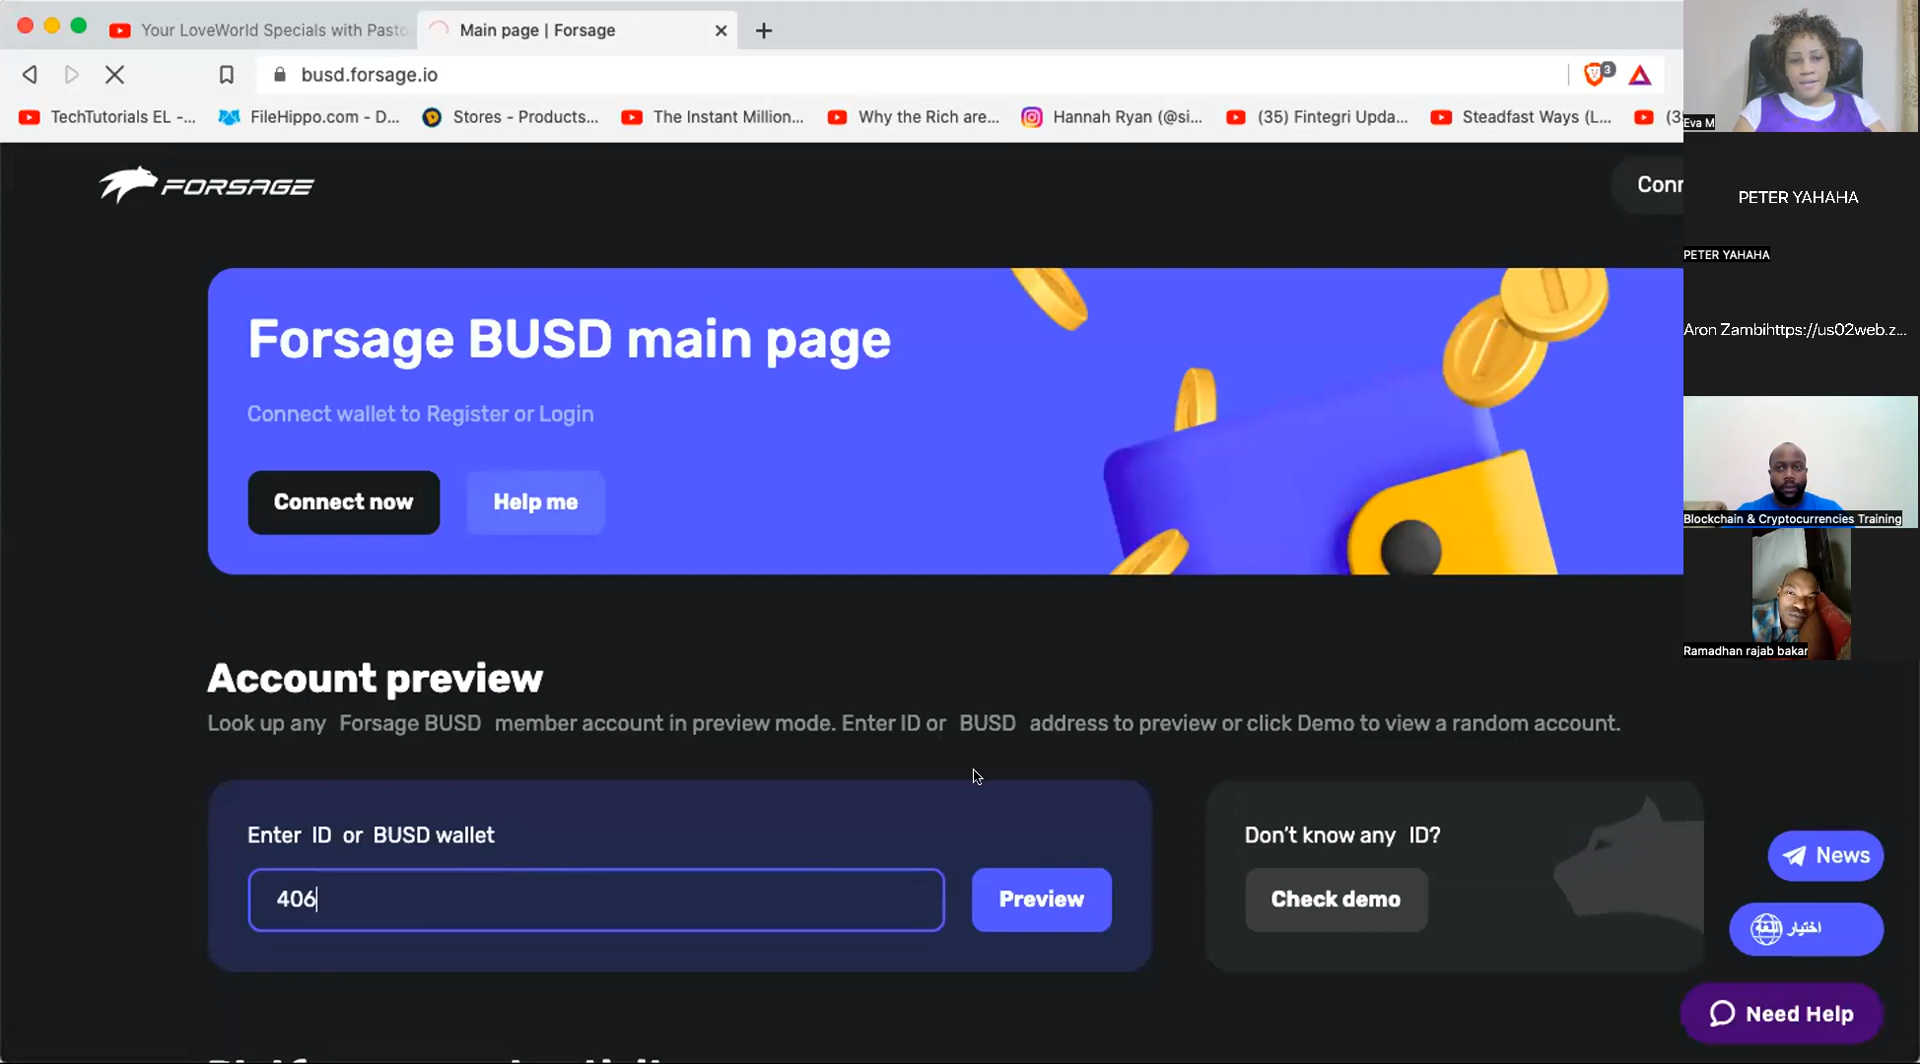 Your LoveWorld Specials with Pasto
Main page | Forsage
busd.forsage.io
3
TechTutorials EL -...
FileHippo.com - D...
Stores - Products...
The Instant Million...
Why the Rich are...
Hannah Ryan (@si...
(35) Fintegri Upda...
Steadfast Ways (L...
(3
FORSAGE
Conn
Forsage BUSD main page
Connect wallet to Register or Login
Connect now
Help me
Account preview
Look up any Forsage BUSD member account in preview mode. Enter ID or BUSD address to preview or click Demo to view a random account.
Enter ID or BUSD wallet
406
Preview
Don't know any ID?
Check demo
News
اختيار اللغة
Need Help
Eva M
PETER YAHAHA
PETER YAHAHA
Aron Zambihttps://us02web.z...
Blockchain & Cryptocurrencies Training
Ramadhan rajab bakar